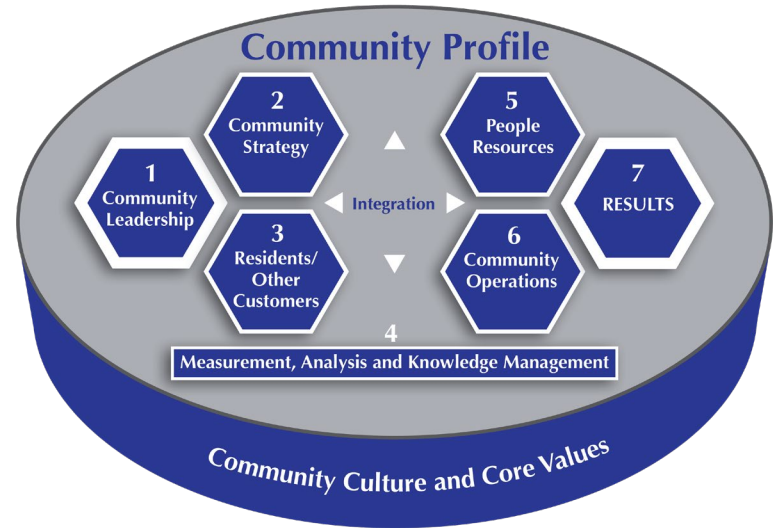 Community Profile
1
Community
Leadership
2
Community
Strategy
3
Residents/
Other
Customers
Integration
5
People
Resources
6
Community
Operations
7
RESULTS
4
Measurement, Analysis and Knowledge Management
Community Culture and Core Values